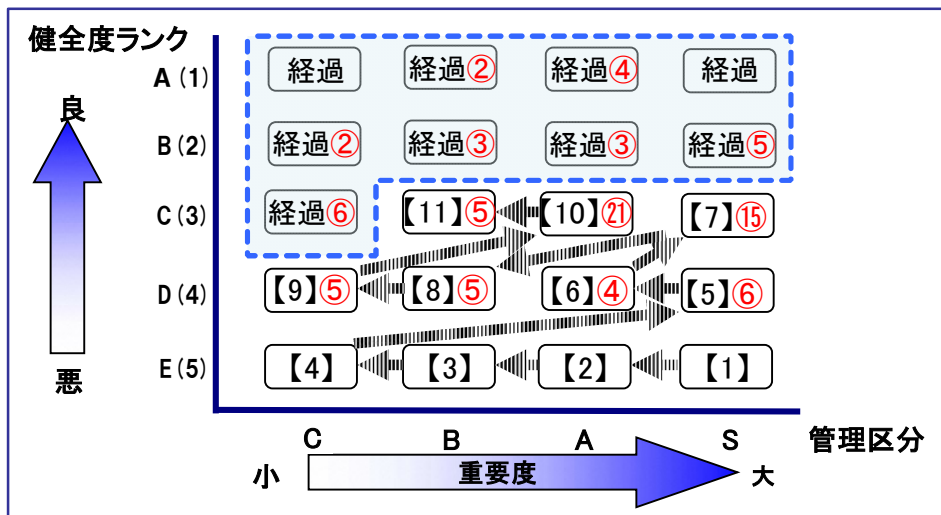 健全度ランク
A(1) 経過 経過② 経過④ 経過
良
B(2) 経過② 経過③ 経過③ 経過⑤
C(3) 経過⑥ 【11】⑤ 【10】㉑ 【7】⑮
D(4) 【9】⑤ 【8】⑤ 【6】④ 【5】⑥
E(5) 【4】 【3】 【2】 【1】
悪
C B A S 管理区分
小 重要度 大